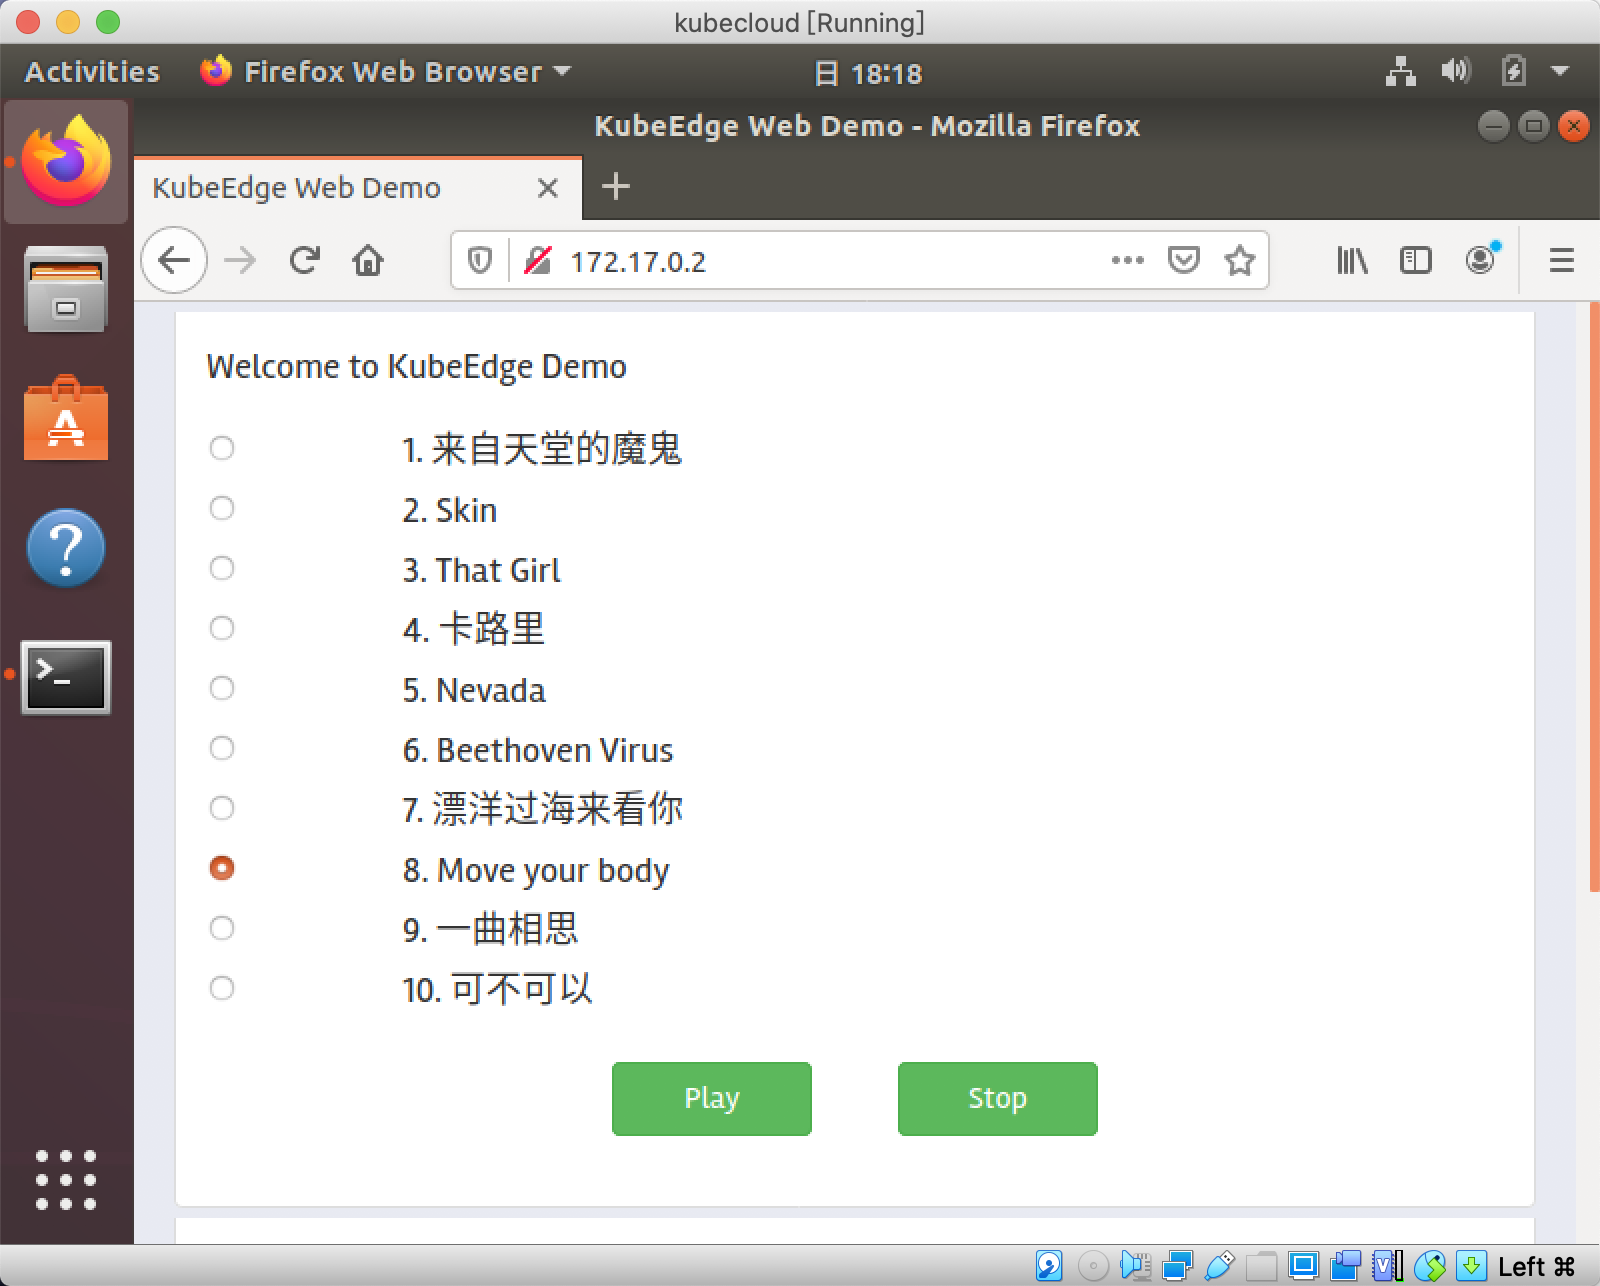 kubecloud [Running]
Activities Firefox Web Browser 日 18:18
KubeEdge Web Demo - Mozilla Firefox
KubeEdge Web Demo
172.17.0.2
Welcome to KubeEdge Demo
1. 来自天堂的魔鬼
2. Skin
3. That Girl
4. 卡路里
5. Nevada
6. Beethoven Virus
7. 漂洋过海来看你
8. Move your body
9. 一曲相思
10. 可不可以
Play Stop
Left ⌘